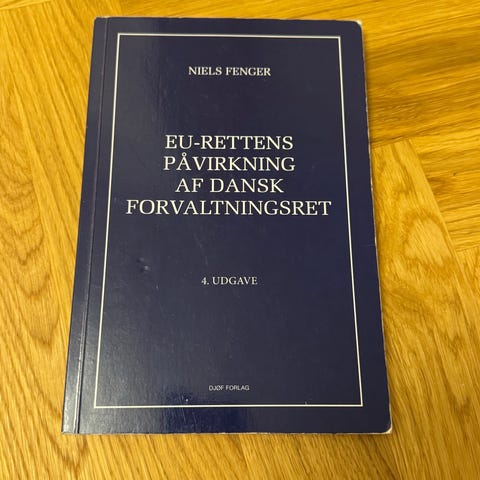 NIELS FENGER
EU-RETTENS
PÅVIRKNING
AF DANSK
FORVALTNINGSRET
4. UDGAVE
DJØF FORLAG